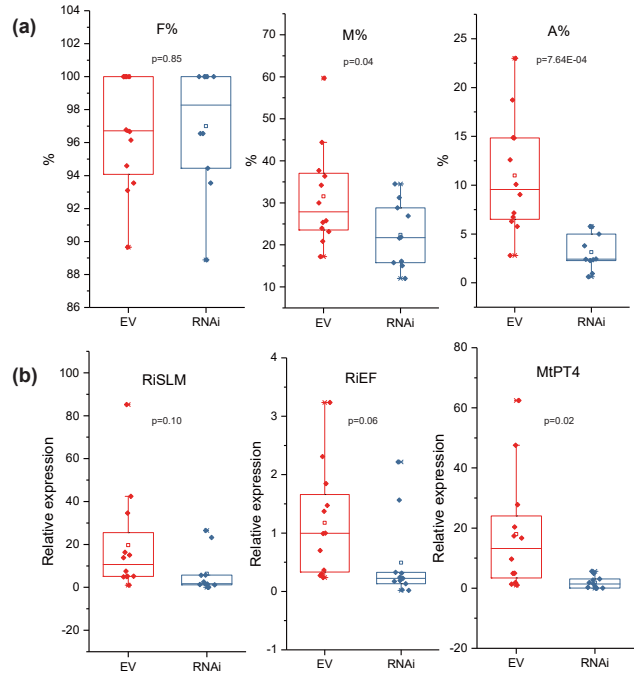 (a)
F%
M%
A%
p=0.85
p=0.04
p=7.64E-04
%
104
102
100
98
96
94
92
90
88
86
EV
RNAi
%
70
60
50
40
30
20
10
0
EV
RNAi
%
25
20
15
10
5
0
EV
RNAi
(b)
RiSLM
RiEF
MtPT4
p=0.10
p=0.06
p=0.02
Relative expression
100
80
60
40
20
0
-20
EV
RNAi
Relative expression
4
3
2
1
0
-1
EV
RNAi
Relative expression
80
60
40
20
0
-20
EV
RNAi